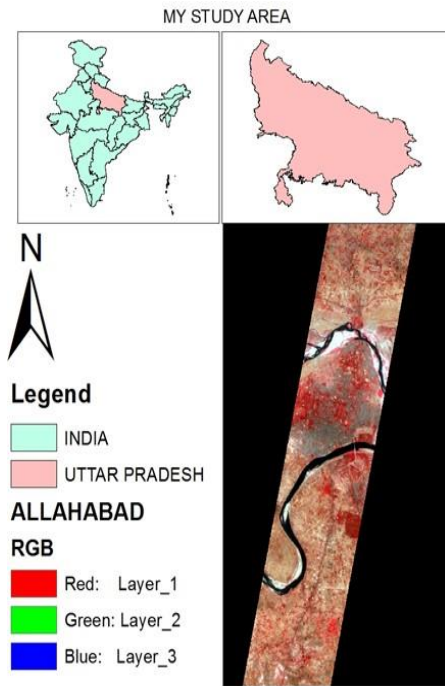 MY STUDY AREA
N
Legend
INDIA
UTTAR PRADESH
ALLAHABAD
RGB
Red: Layer_1
Green: Layer_2
Blue: Layer_3